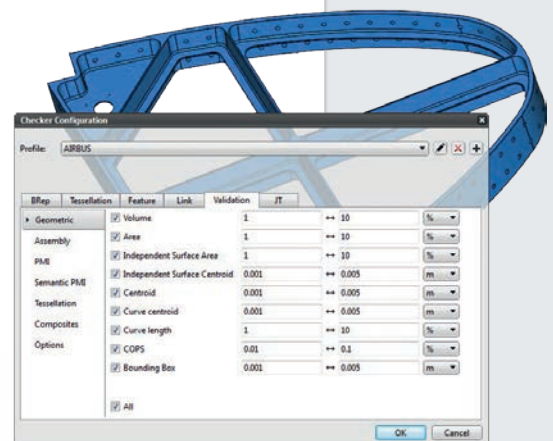 Checker Configuration
Profile: AIRBUS
BRep Tessellation Feature Link Validation JT
Geometric
Assembly
PMI
Semantic PMI
Tessellation
Composites
Options
Volume 1 ↔ 10 %
Area 1 ↔ 10 %
Independent Surface Area 1 ↔ 10 %
Independent Surface Centroid 0.001 ↔ 0.005 m
Centroid 0.001 ↔ 0.005 m
Curve centroid 0.001 ↔ 0.005 m
Curve length 1 ↔ 10 %
COPS 0.01 ↔ 0.1 %
Bounding Box 0.001 ↔ 0.005 m
All
OK Cancel